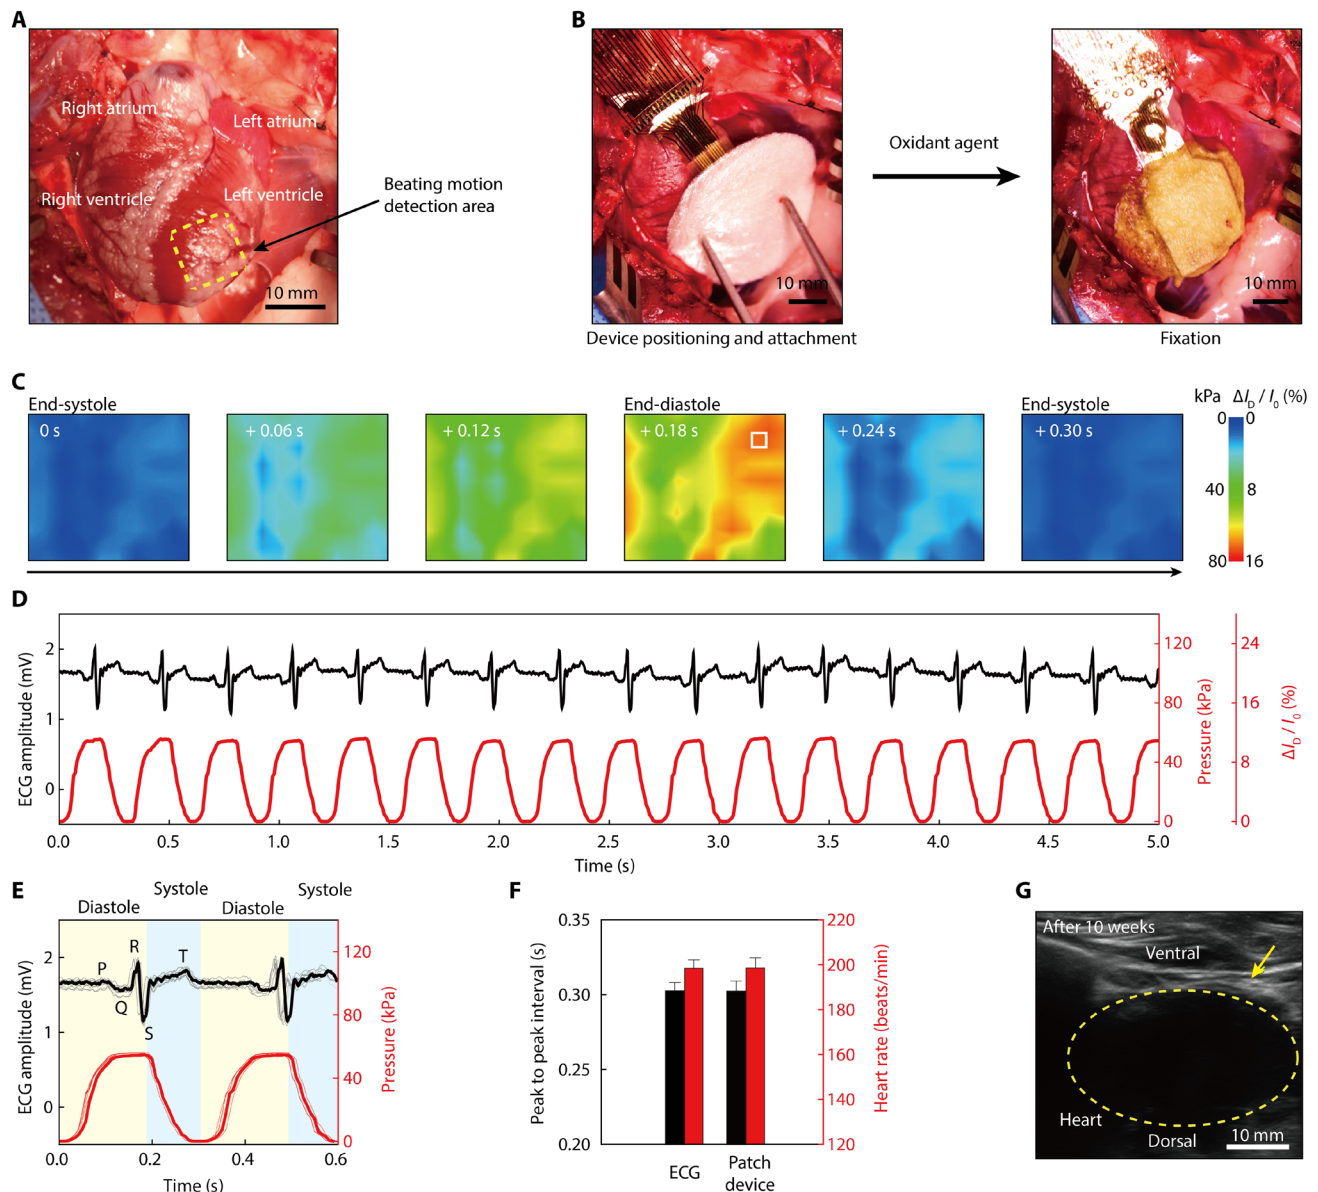 A
Right atrium
Left atrium
Right ventricle
Left ventricle
10 mm
Beating motion
detection area
B
10 mm
Device positioning and attachment
Oxidant agent
10 mm
Fixation
C
End-systole
0 s
+ 0.06 s
+ 0.12 s
End-diastole
+ 0.18 s
+ 0.24 s
End-systole
+ 0.30 s
kPa ΔI_D / I_0 (%)
0 0
40 8
80 16
D
ECG amplitude (mV)
2
1
0
0.0 0.5 1.0 1.5 2.0 2.5 3.0 3.5 4.0 4.5 5.0
Time (s)
120
80
40
0
Pressure (kPa)
24
16
8
0
ΔI_D / I_0 (%)
E
Diastole
Systole
Diastole
Systole
ECG amplitude (mV)
2
1
0
P
Q
R
S
T
120
80
40
0
Pressure (kPa)
0.0 0.2 0.4 0.6
Time (s)
F
Peak to peak interval (s)
0.35
0.30
0.25
0.20
ECG
Patch
device
220
200
180
160
140
120
Heart rate (beats/min)
G
After 10 weeks
Ventral
Heart
Dorsal
10 mm